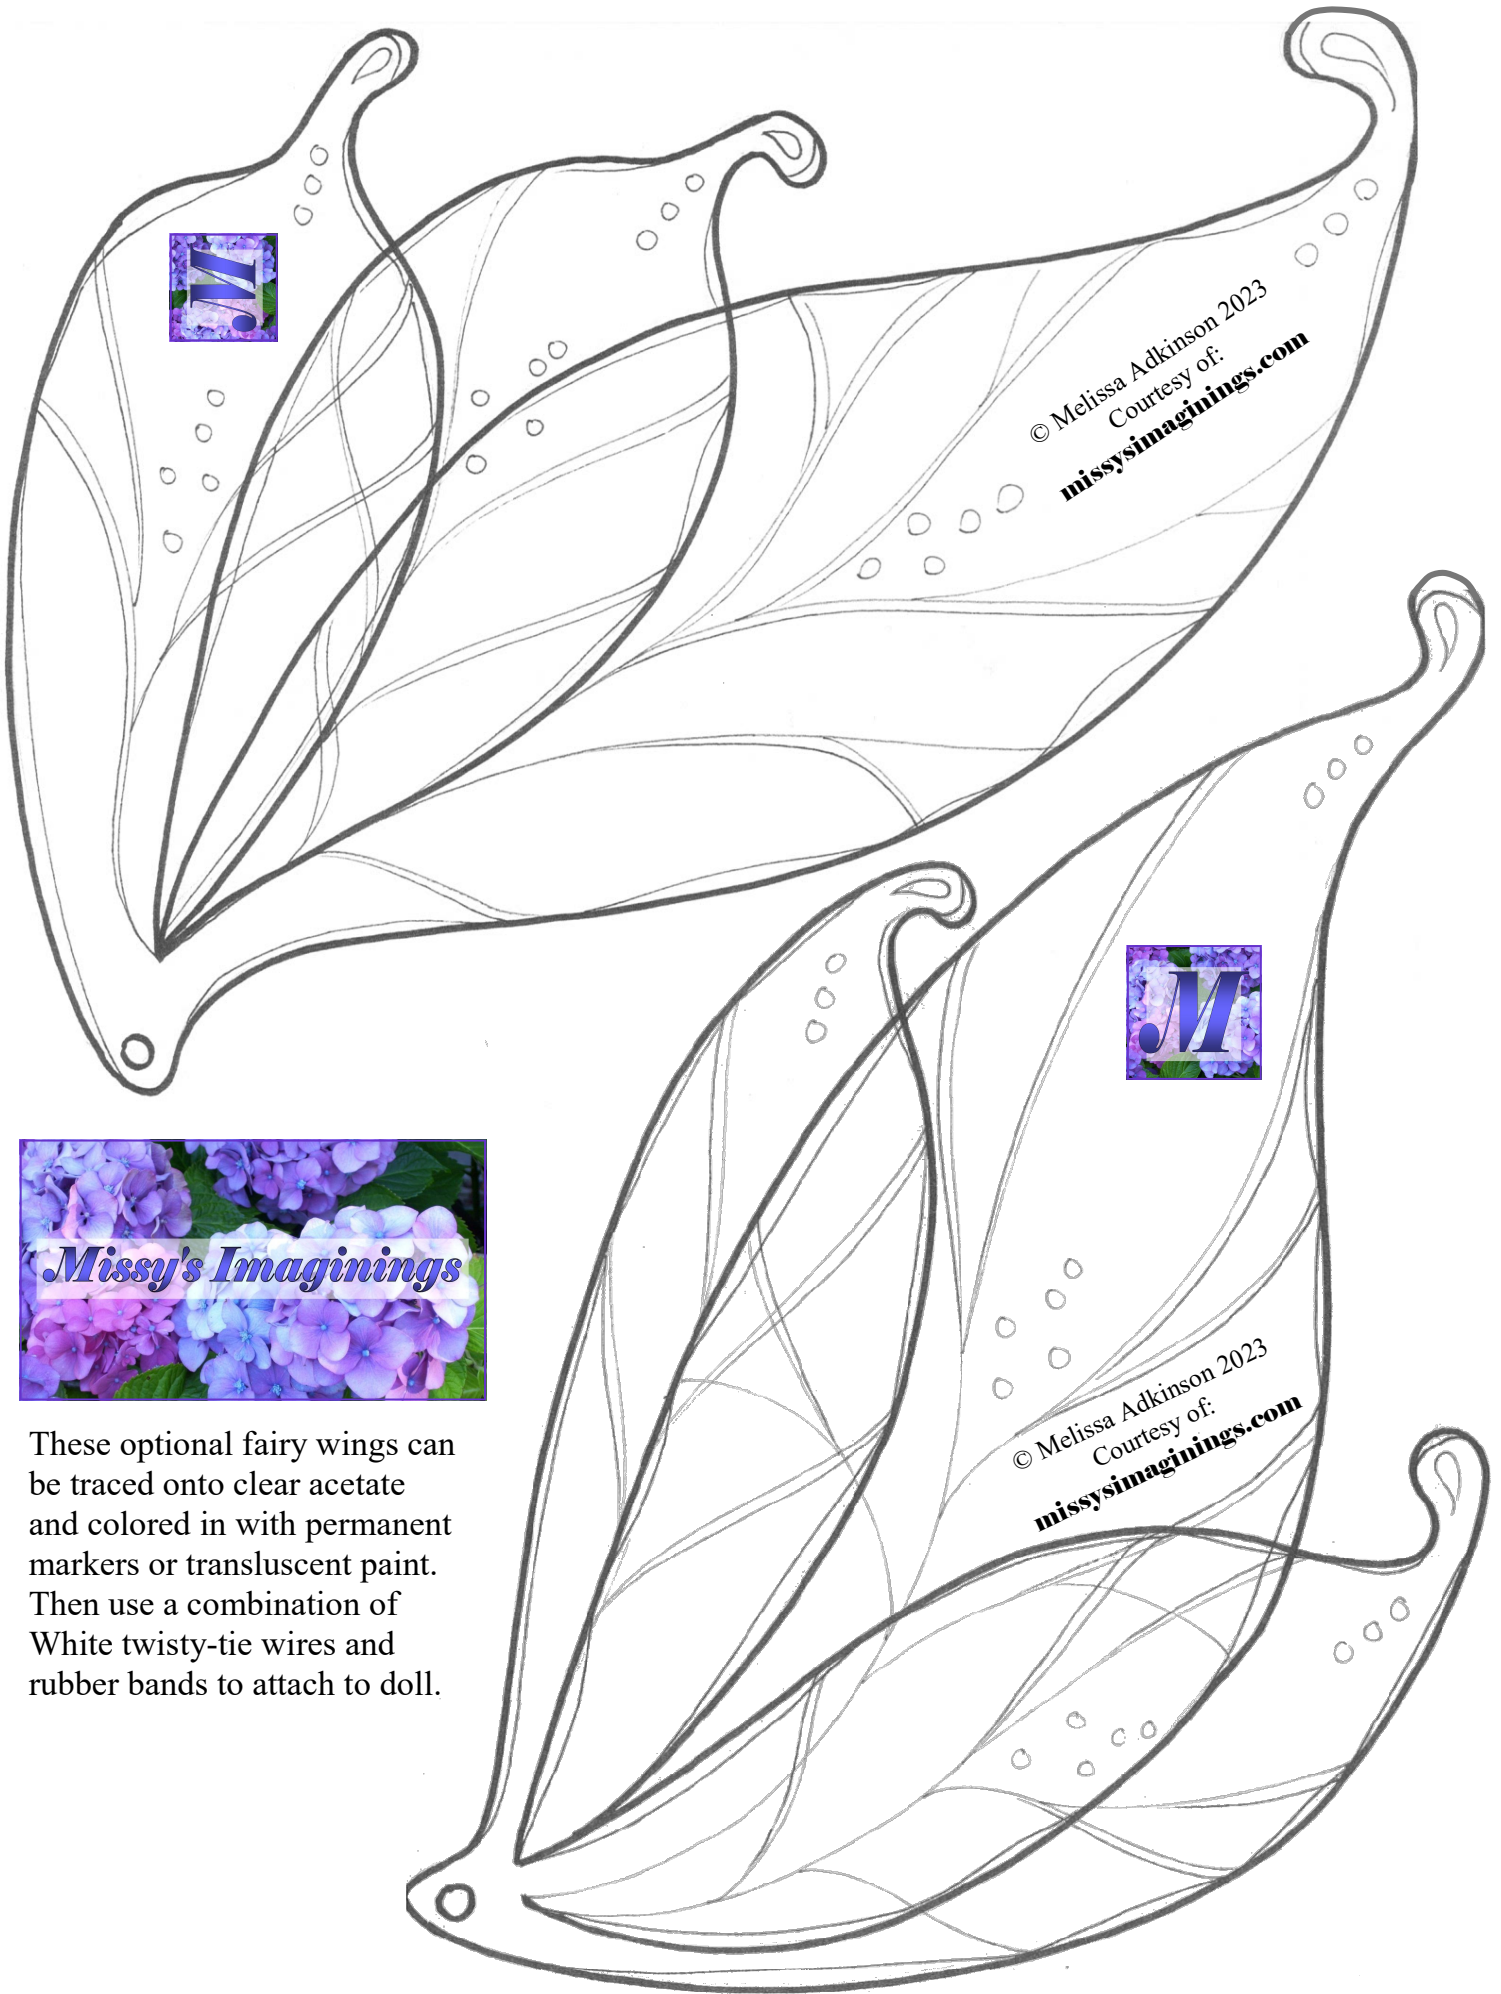 M
© Melissa Adkinson 2023
Courtesy of:
missysimaginings.com
M
Missy's Imaginings
© Melissa Adkinson 2023
Courtesy of:
missysimaginings.com
These optional fairy wings can
be traced onto clear acetate
and colored in with permanent
markers or transluscent paint.
Then use a combination of
White twisty-tie wires and
rubber bands to attach to doll.